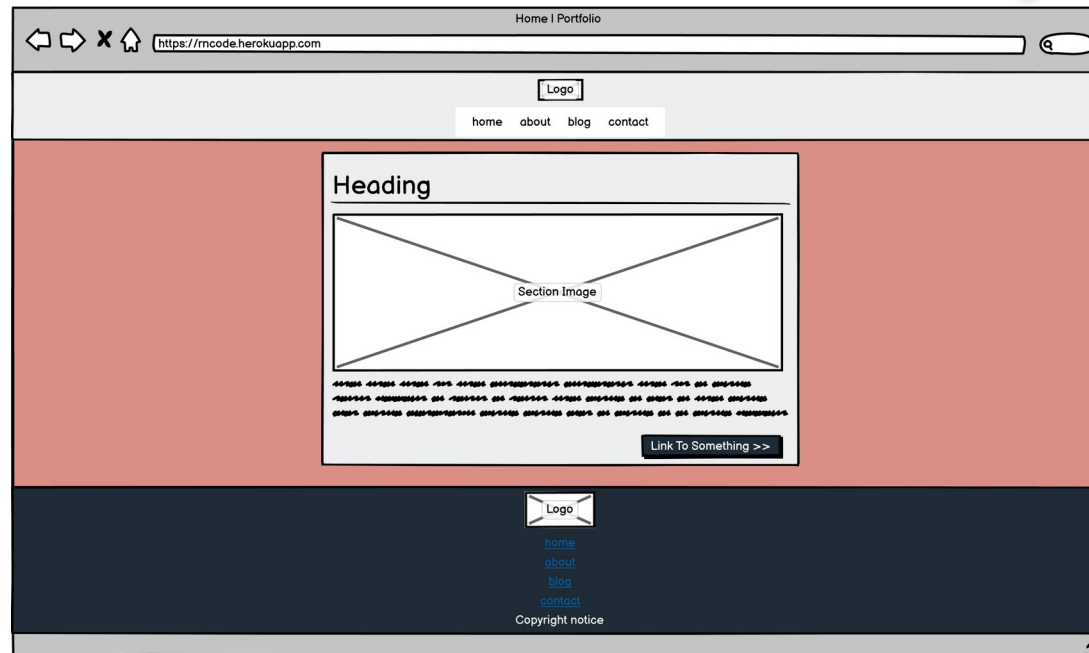 Home | Portfolio
https://rncode.herokuapp.com
Logo
home about blog contact
Heading
Section Image
Link To Something >>
Logo
home
about
blog
contact
Copyright notice